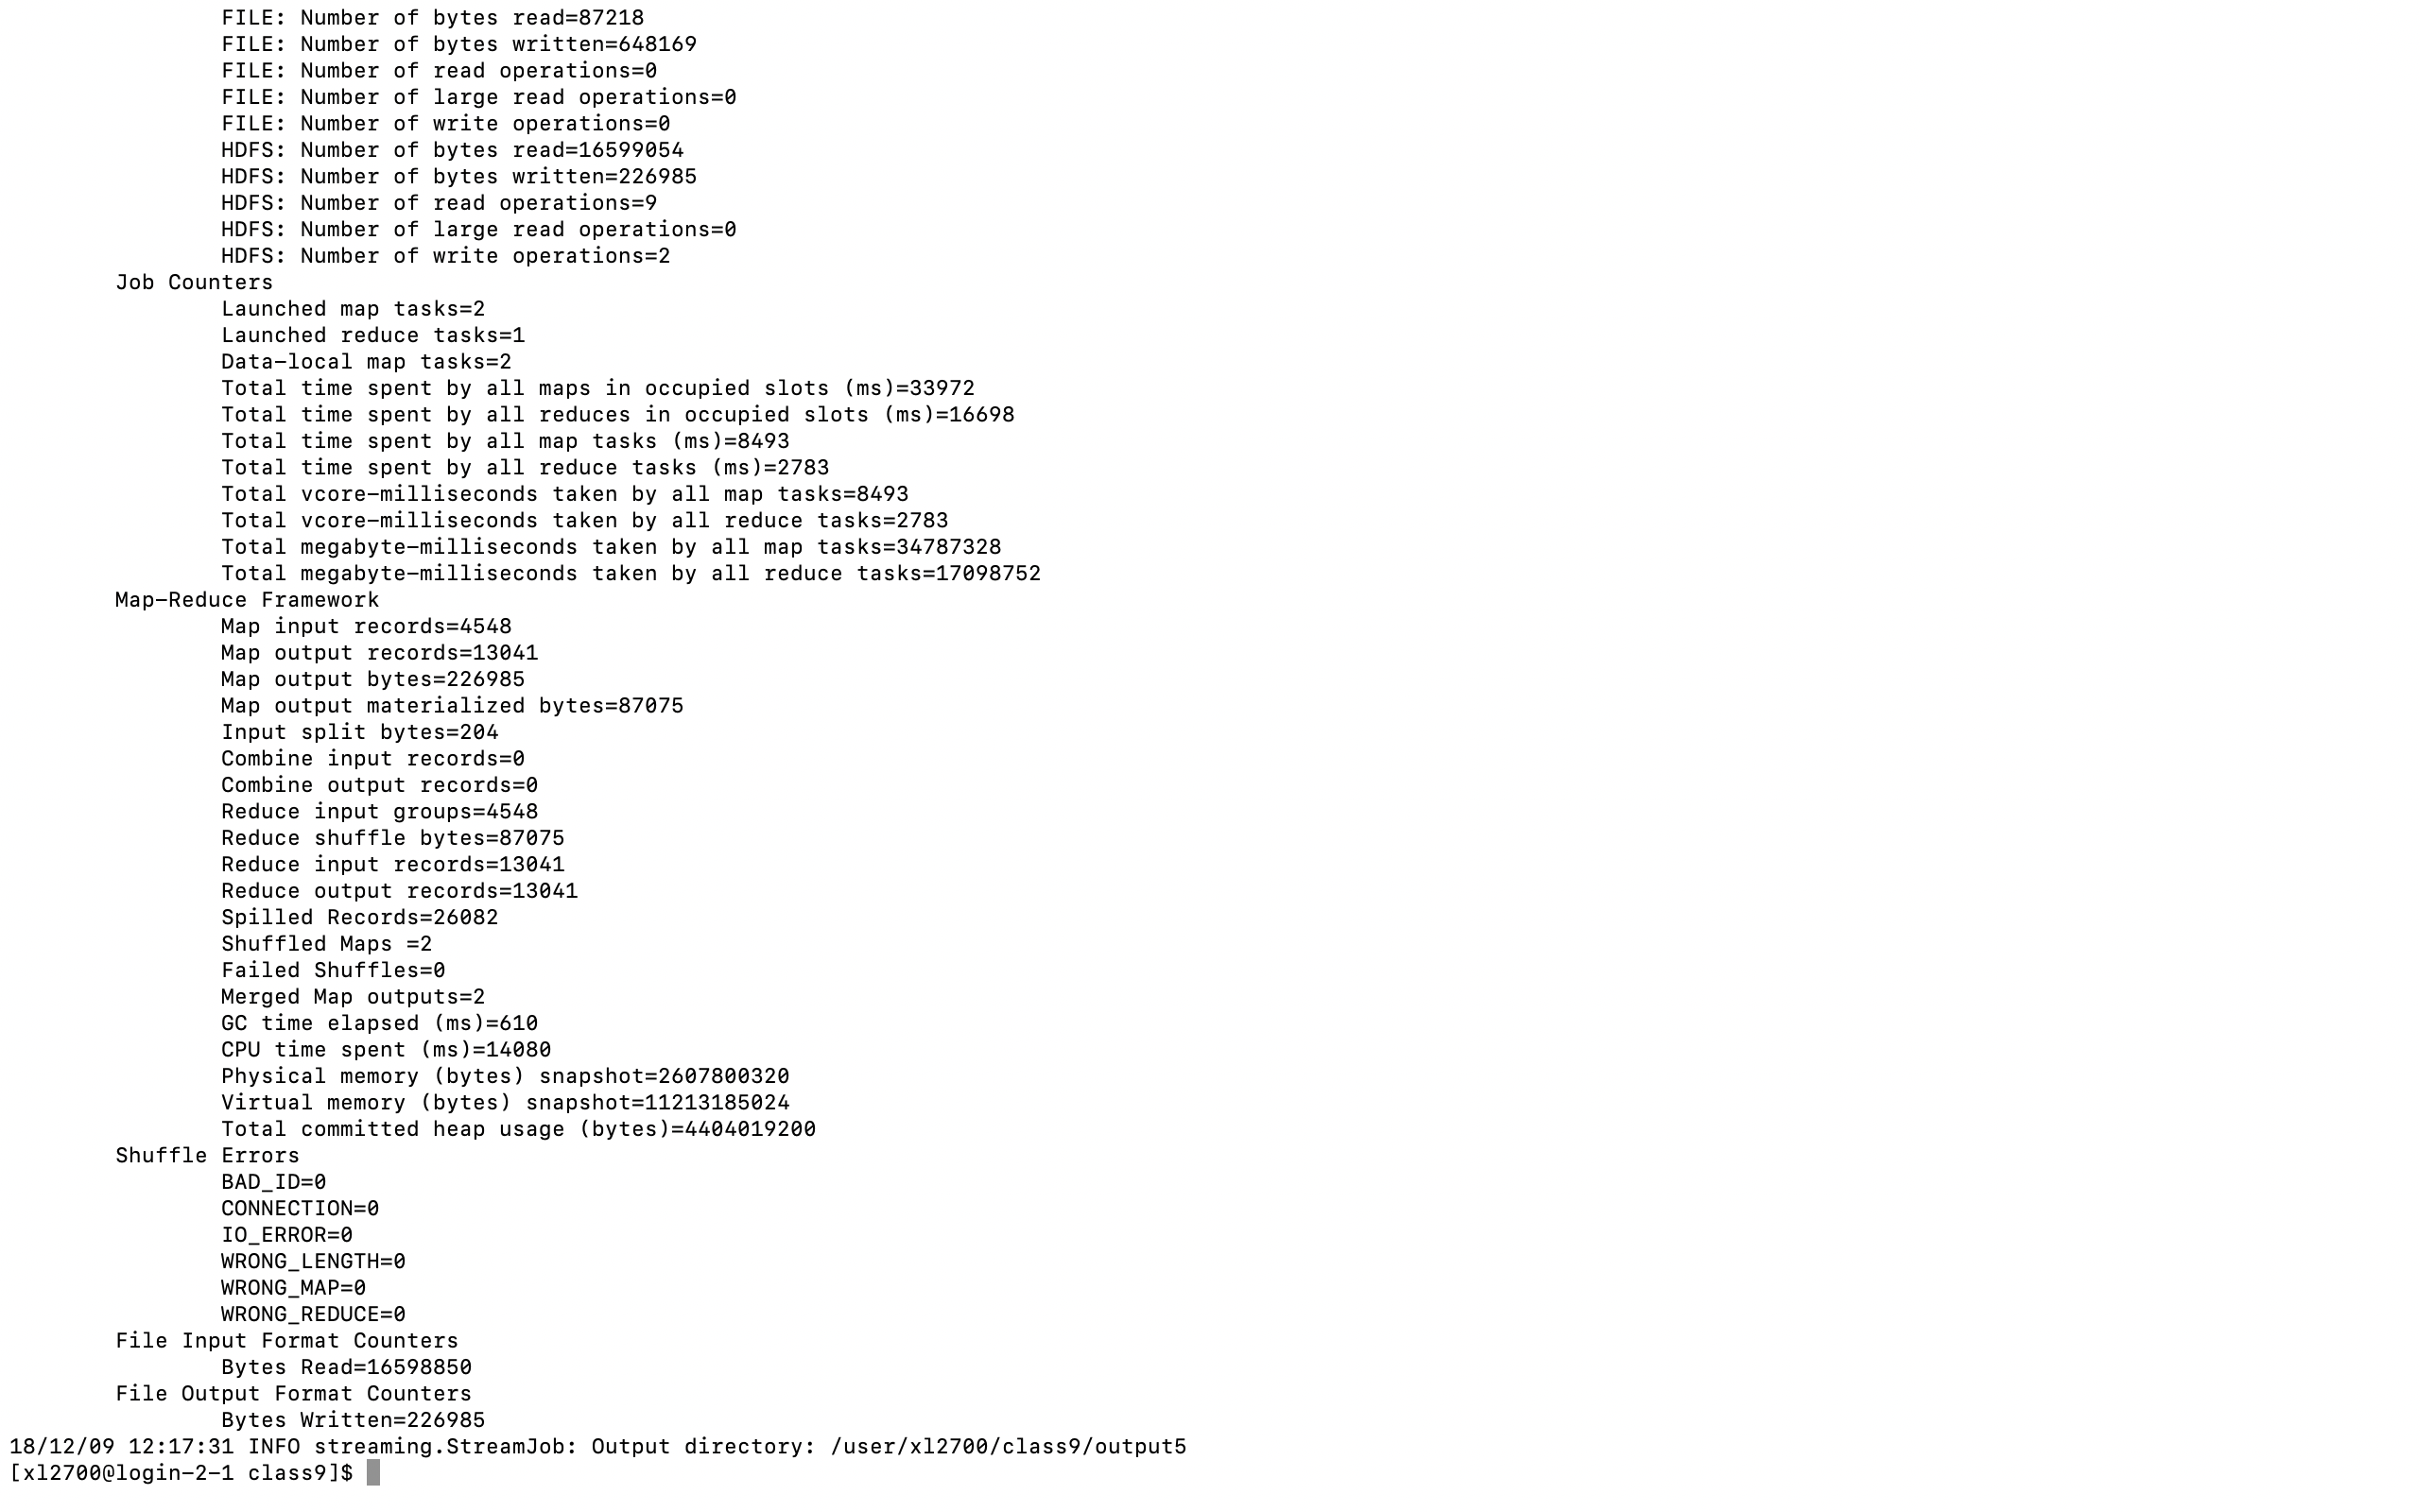 FILE: Number of bytes read=87218
FILE: Number of bytes written=648169
FILE: Number of read operations=0
FILE: Number of large read operations=0
FILE: Number of write operations=0
HDFS: Number of bytes read=16599054
HDFS: Number of bytes written=226985
HDFS: Number of read operations=9
HDFS: Number of large read operations=0
HDFS: Number of write operations=2
Job Counters
Launched map tasks=2
Launched reduce tasks=1
Data-local map tasks=2
Total time spent by all maps in occupied slots (ms)=33972
Total time spent by all reduces in occupied slots (ms)=16698
Total time spent by all map tasks (ms)=8493
Total time spent by all reduce tasks (ms)=2783
Total vcore-milliseconds taken by all map tasks=8493
Total vcore-milliseconds taken by all reduce tasks=2783
Total megabyte-milliseconds taken by all map tasks=34787328
Total megabyte-milliseconds taken by all reduce tasks=17098752
Map-Reduce Framework
Map input records=4548
Map output records=13041
Map output bytes=226985
Map output materialized bytes=87075
Input split bytes=204
Combine input records=0
Combine output records=0
Reduce input groups=4548
Reduce shuffle bytes=87075
Reduce input records=13041
Reduce output records=13041
Spilled Records=26082
Shuffled Maps =2
Failed Shuffles=0
Merged Map outputs=2
GC time elapsed (ms)=610
CPU time spent (ms)=14080
Physical memory (bytes) snapshot=2607800320
Virtual memory (bytes) snapshot=11213185024
Total committed heap usage (bytes)=4404019200
Shuffle Errors
BAD_ID=0
CONNECTION=0
IO_ERROR=0
WRONG_LENGTH=0
WRONG_MAP=0
WRONG_REDUCE=0
File Input Format Counters
Bytes Read=16598850
File Output Format Counters
Bytes Written=226985
18/12/09 12:17:31 INFO streaming.StreamJob: Output directory: /user/xl2700/class9/output5
[xl2700@login-2-1 class9]$